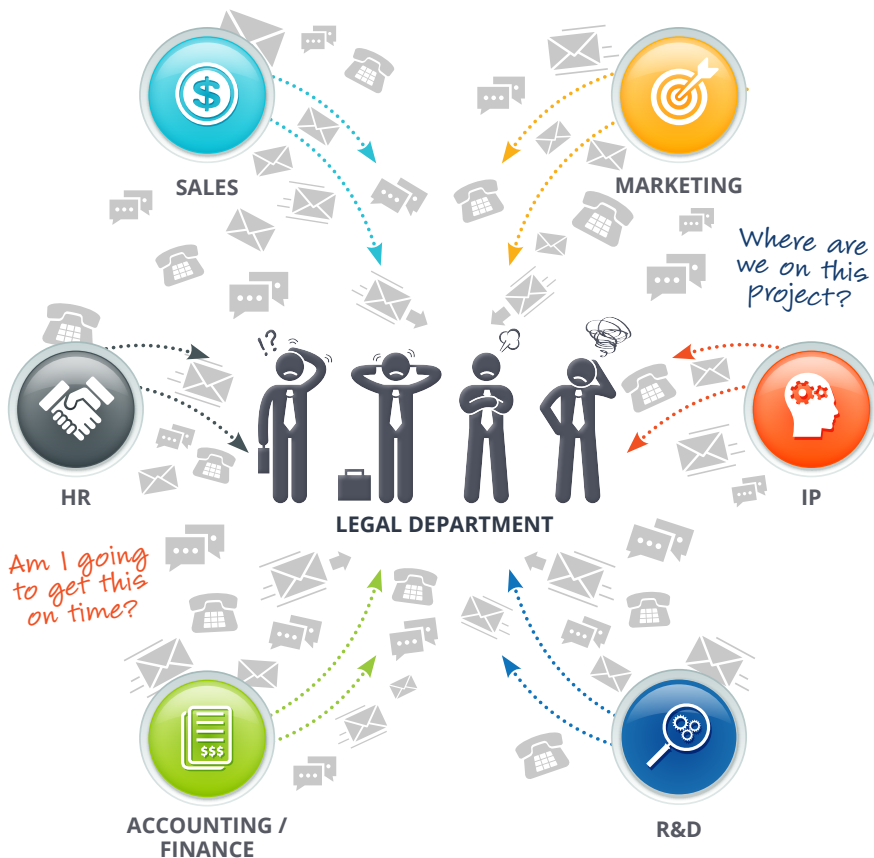 $
SALES
MARKETING
Where are
we on this
project?
!?
HR
IP
LEGAL DEPARTMENT
Am I going
to get this
on time?
$$$
ACCOUNTING /
FINANCE
R&D